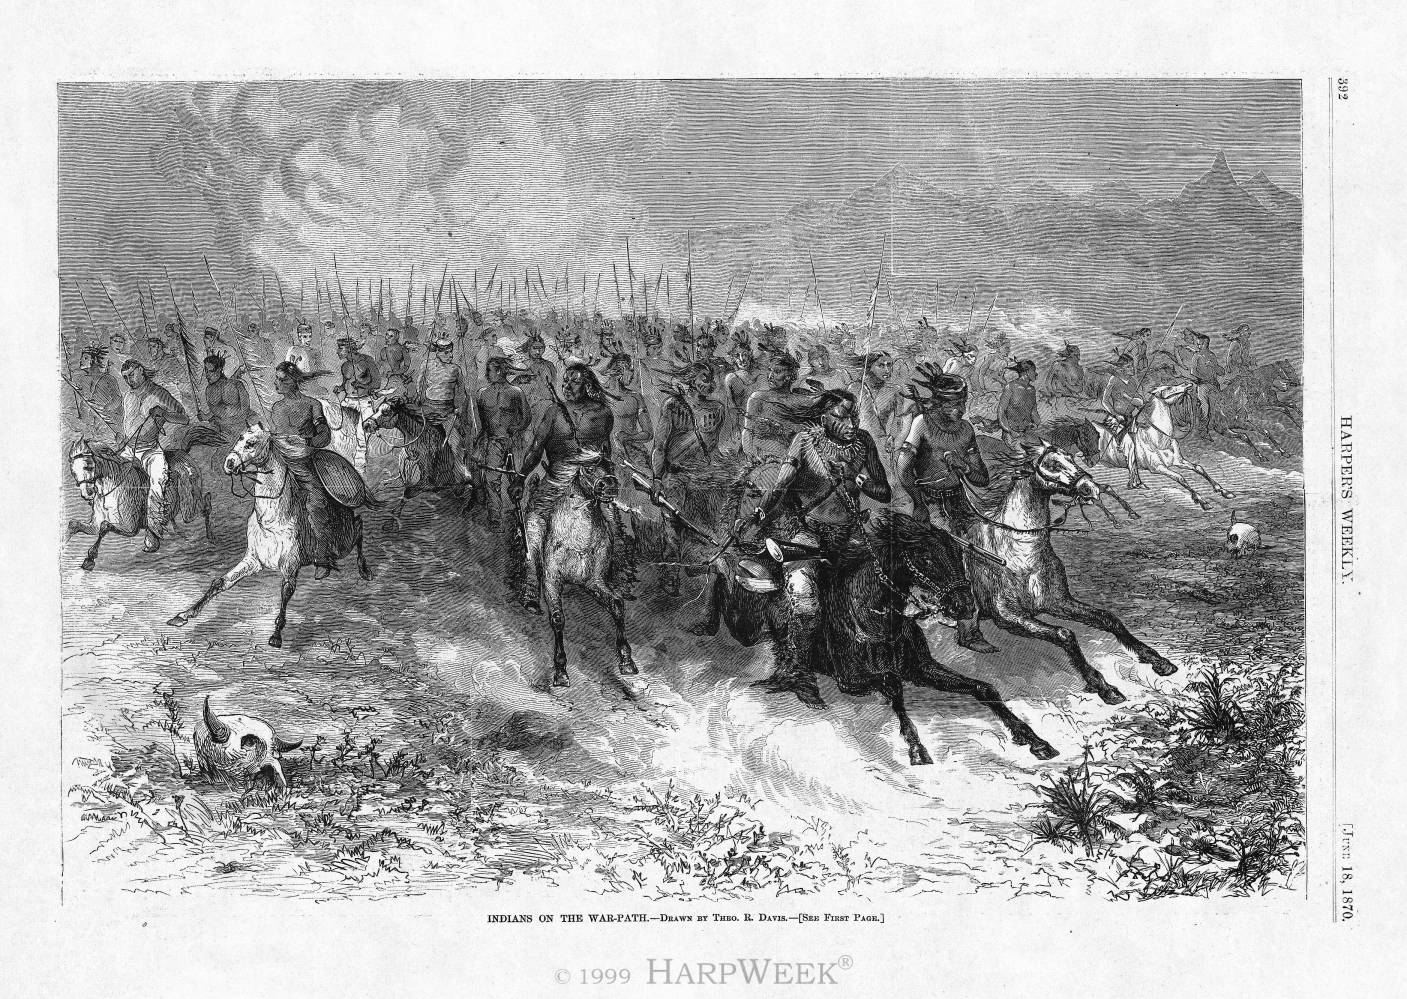 392
HARPER'S WEEKLY.
[JUNE 18, 1870.
INDIANS ON THE WAR-PATH.—DRAWN BY THEO. R. DAVIS.—[SEE FIRST PAGE.]
© 1999 HARPWEEK®